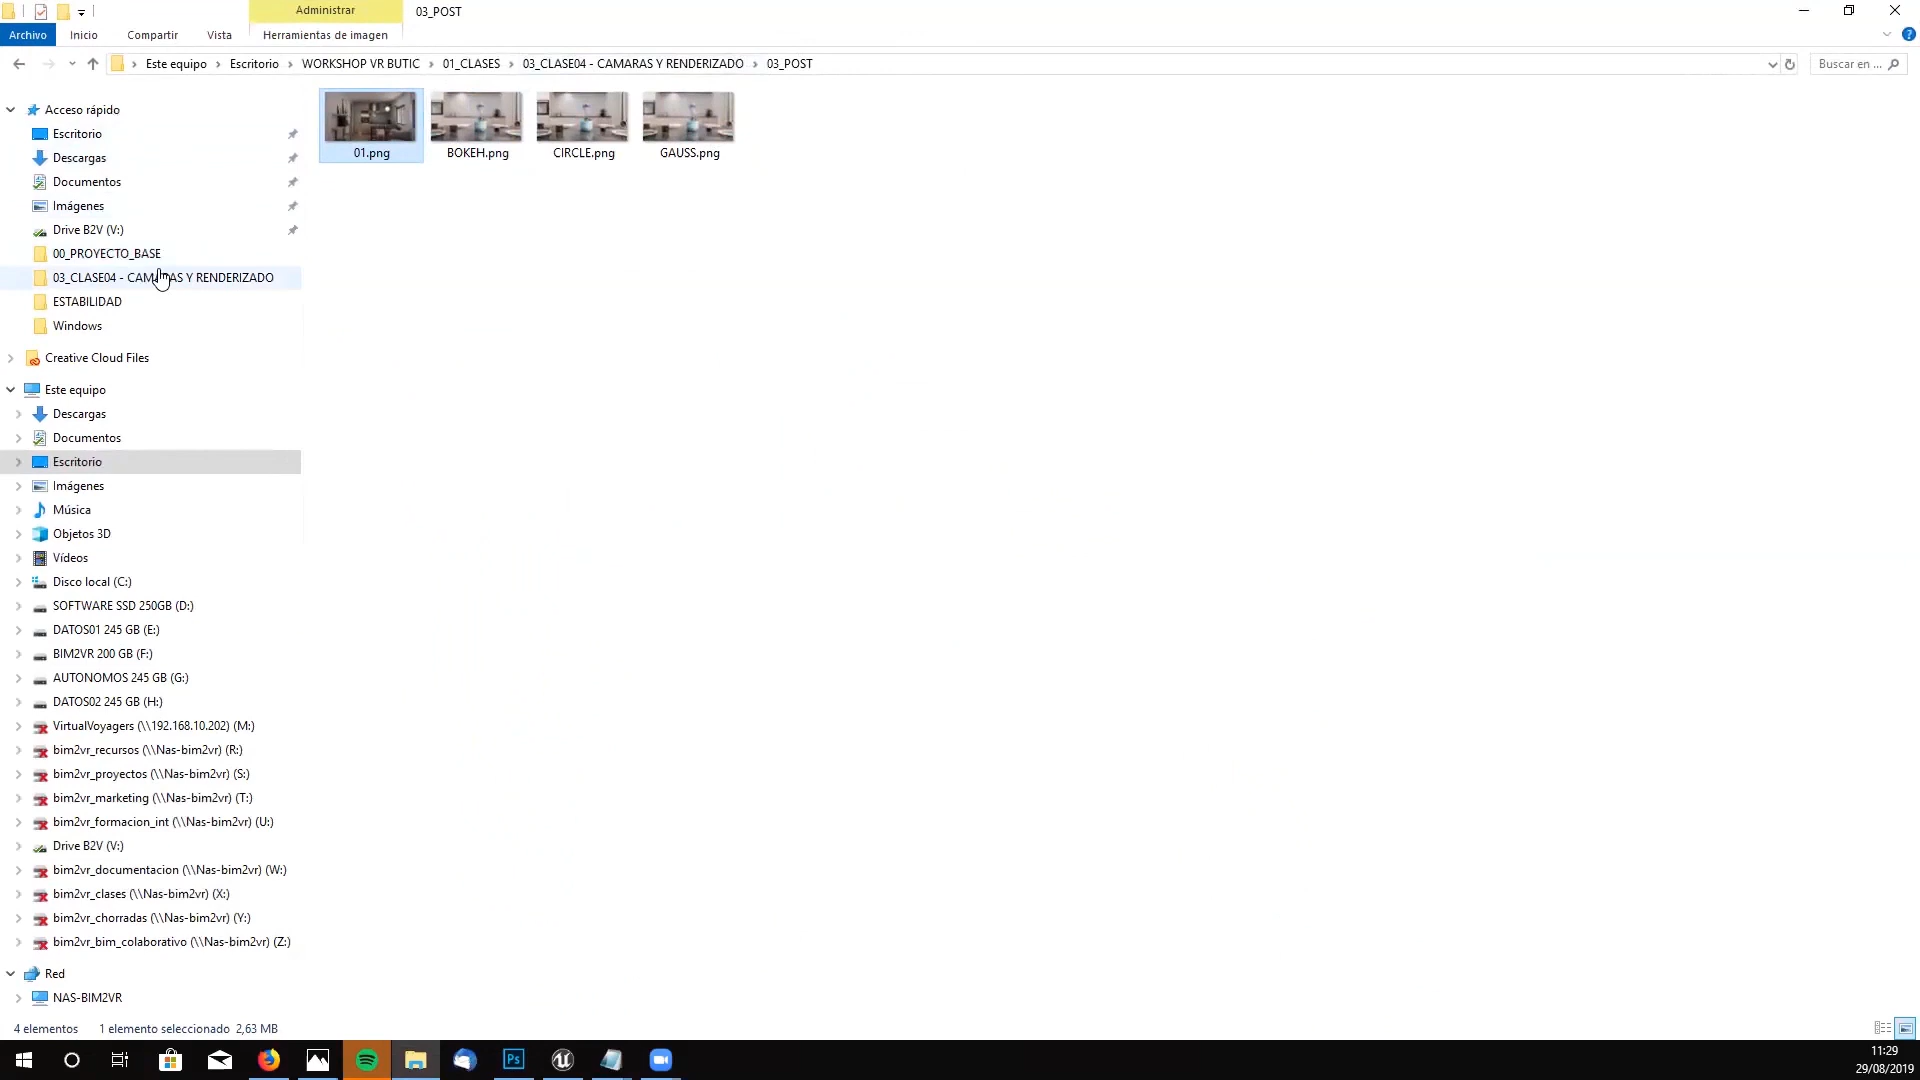 Administrar
03_POST
Archivo
Inicio
Compartir
Vista
Herramientas de imagen
Este equipo
Escritorio
WORKSHOP VR BUTIC
01_CLASES
03_CLASE04 - CAMARAS Y RENDERIZADO
03_POST
Buscar en ...
Acceso rápido
Escritorio
Descargas
Documentos
Imágenes
Drive B2V (V:)
00_PROYECTO_BASE
03_CLASE04 - CAMARAS Y RENDERIZADO
ESTABILIDAD
Windows
Creative Cloud Files
Este equipo
Descargas
Documentos
Escritorio
Imágenes
Música
Objetos 3D
Vídeos
Disco local (C:)
SOFTWARE SSD 250GB (D:)
DATOS01 245 GB (E:)
BIM2VR 200 GB (F:)
AUTONOMOS 245 GB (G:)
DATOS02 245 GB (H:)
VirtualVoyagers (\\192.168.10.202) (M:)
bim2vr_recursos (\\Nas-bim2vr) (R:)
bim2vr_proyectos (\\Nas-bim2vr) (S:)
bim2vr_marketing (\\Nas-bim2vr) (T:)
bim2vr_formacion_int (\\Nas-bim2vr) (U:)
Drive B2V (V:)
bim2vr_documentacion (\\Nas-bim2vr) (W:)
bim2vr_clases (\\Nas-bim2vr) (X:)
bim2vr_chorradas (\\Nas-bim2vr) (Y:)
bim2vr_bim_colaborativo (\\Nas-bim2vr) (Z:)
Red
NAS-BIM2VR
01.png
BOKEH.png
CIRCLE.png
GAUSS.png
4 elementos
1 elemento seleccionado 2,63 MB
Ps
11:29
29/08/2019